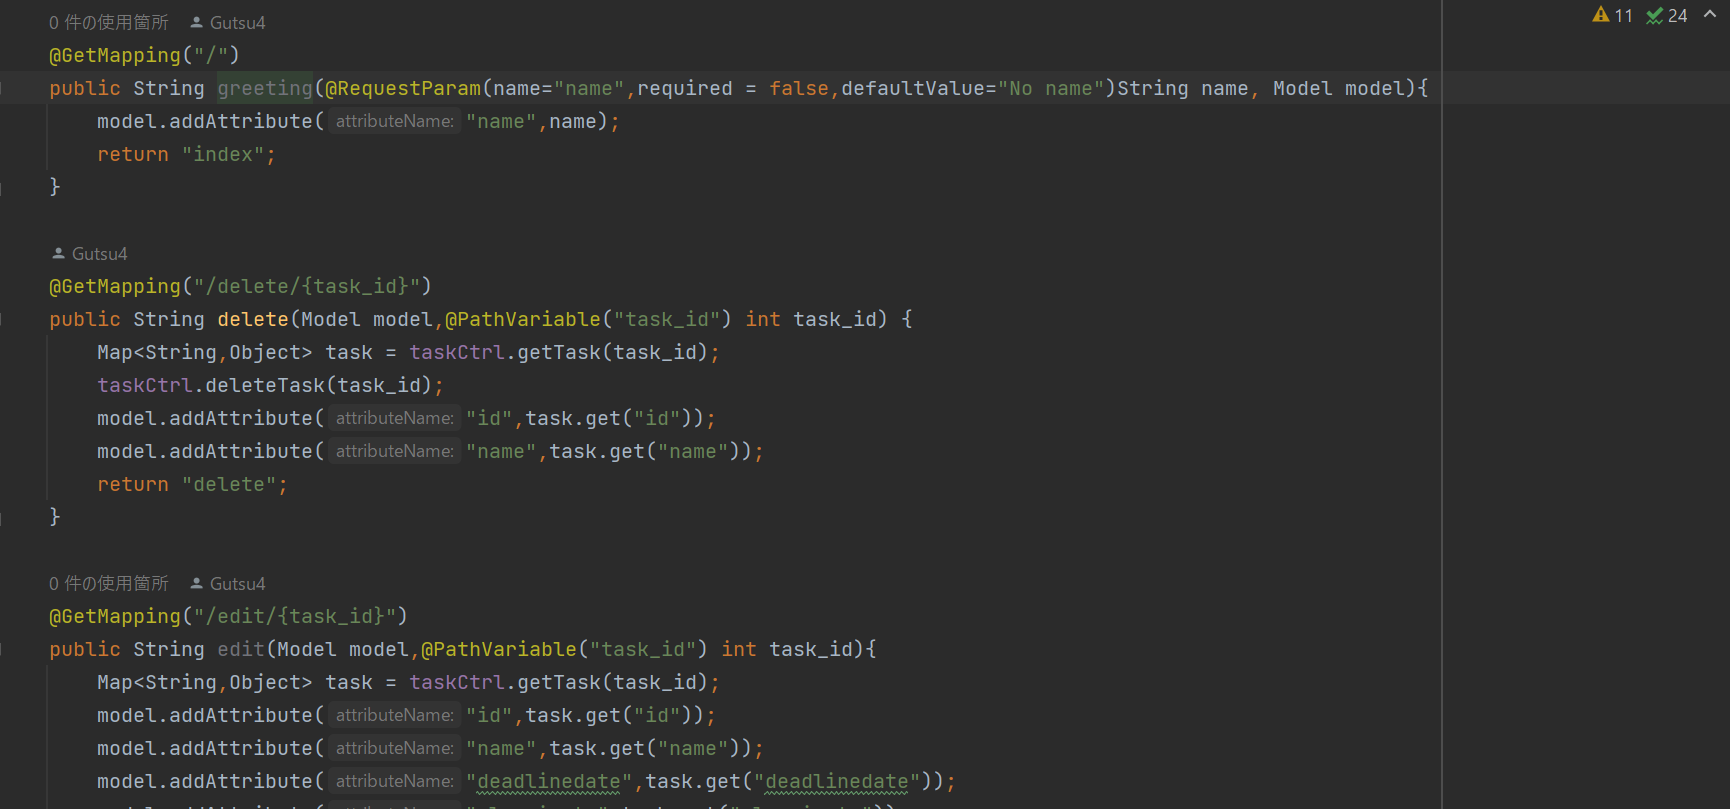 11 24
0 件の使用箇所 Gutsu4
@GetMapping("/")
public String greeting(@RequestParam(name="name",required = false,defaultValue="No name")String name, Model model){
model.addAttribute( attributeName: "name",name);
return "index";
}
Gutsu4
@GetMapping("/delete/{task_id}")
public String delete(Model model,@PathVariable("task_id") int task_id) {
Map<String,Object> task = taskCtrl.getTask(task_id);
taskCtrl.deleteTask(task_id);
model.addAttribute( attributeName: "id",task.get("id"));
model.addAttribute( attributeName: "name",task.get("name"));
return "delete";
}
0 件の使用箇所 Gutsu4
@GetMapping("/edit/{task_id}")
public String edit(Model model,@PathVariable("task_id") int task_id){
Map<String,Object> task = taskCtrl.getTask(task_id);
model.addAttribute( attributeName: "id",task.get("id"));
model.addAttribute( attributeName: "name",task.get("name"));
model.addAttribute( attributeName: "deadlinedate",task.get("deadlinedate"));